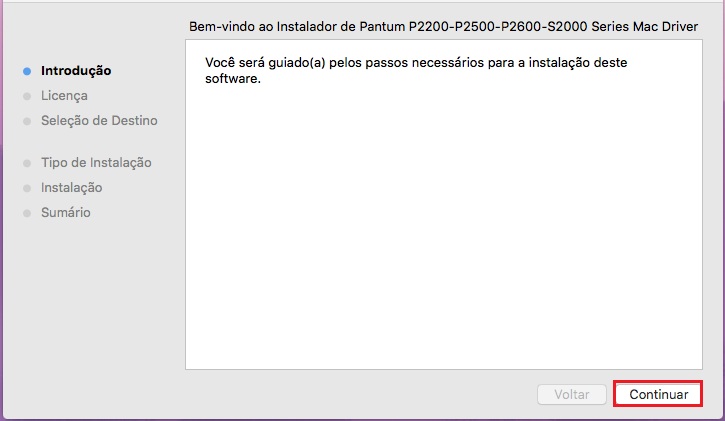 Bem-vindo ao Instalador de Pantum P2200-P2500-P2600-S2000 Series Mac Driver
Introdução
Licença
Seleção de Destino
Tipo de Instalação
Instalação
Sumário
Você será guiado(a) pelos passos necessários para a instalação deste
software.
Voltar
Continuar